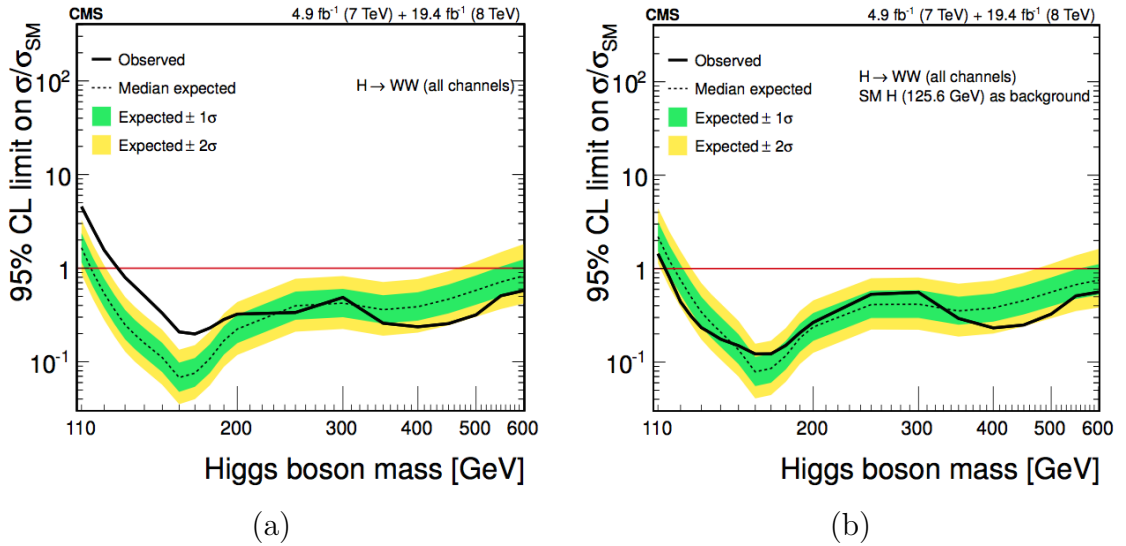 CMS 4.9 fb⁻¹ (7 TeV) + 19.4 fb⁻¹ (8 TeV)
95% CL limit on σ/σSM
Observed
Median expected
Expected ± 1σ
Expected ± 2σ
H → WW (all channels)
10²
10
1
10⁻¹
110 200 300 400 500 600
Higgs boson mass [GeV]
(a)
CMS 4.9 fb⁻¹ (7 TeV) + 19.4 fb⁻¹ (8 TeV)
95% CL limit on σ/σSM
Observed
Median expected
Expected ± 1σ
Expected ± 2σ
H → WW (all channels)
SM H (125.6 GeV) as background
10²
10
1
10⁻¹
110 200 300 400 500 600
Higgs boson mass [GeV]
(b)